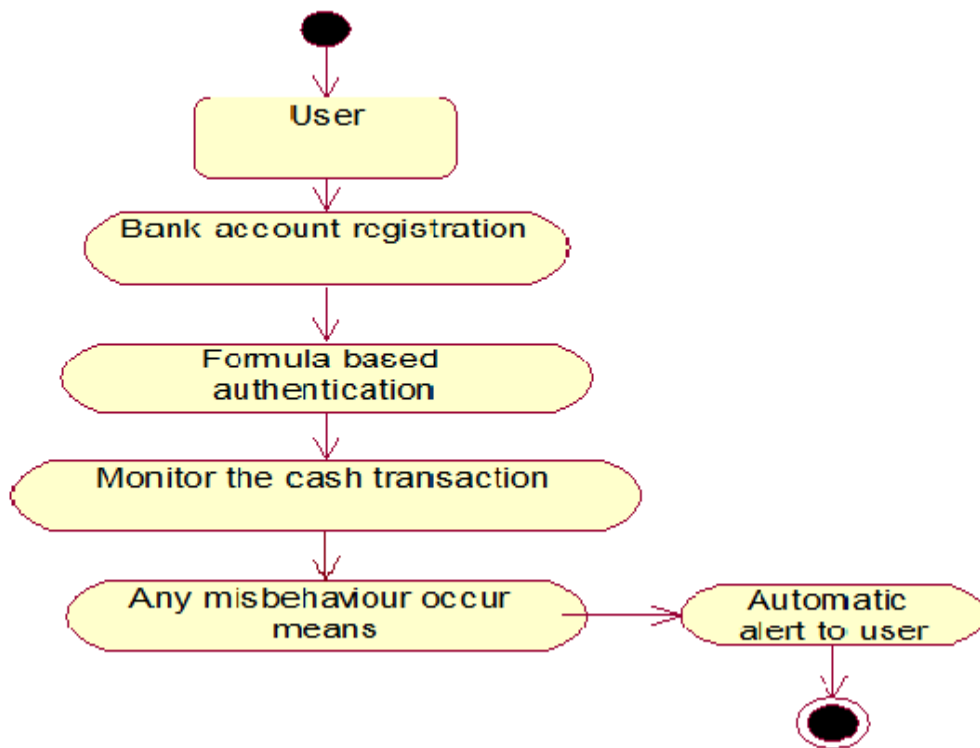 User
Bank account registration
Formula based
authentication
Monitor the cash transaction
Any misbehaviour occur
means
Automatic
alert to user